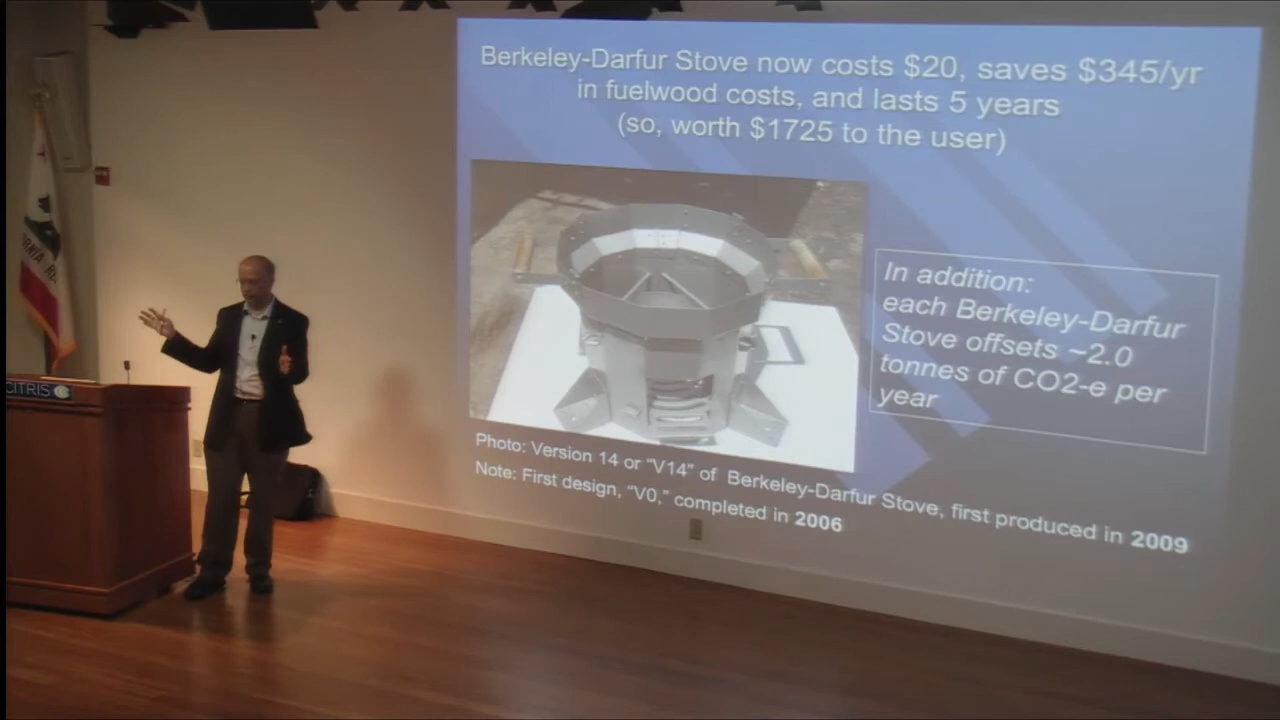 Berkeley-Darfur Stove now costs $20, saves $345/yr
in fuelwood costs, and lasts 5 years
(so, worth $1725 to the user)
In addition:
each Berkeley-Darfur
Stove offsets ~2.0
tonnes of CO2-e per
year
Photo: Version 14 or "V14" of Berkeley-Darfur Stove, first produced in 2009
Note: First design, "V0," completed in 2006
CITRIS